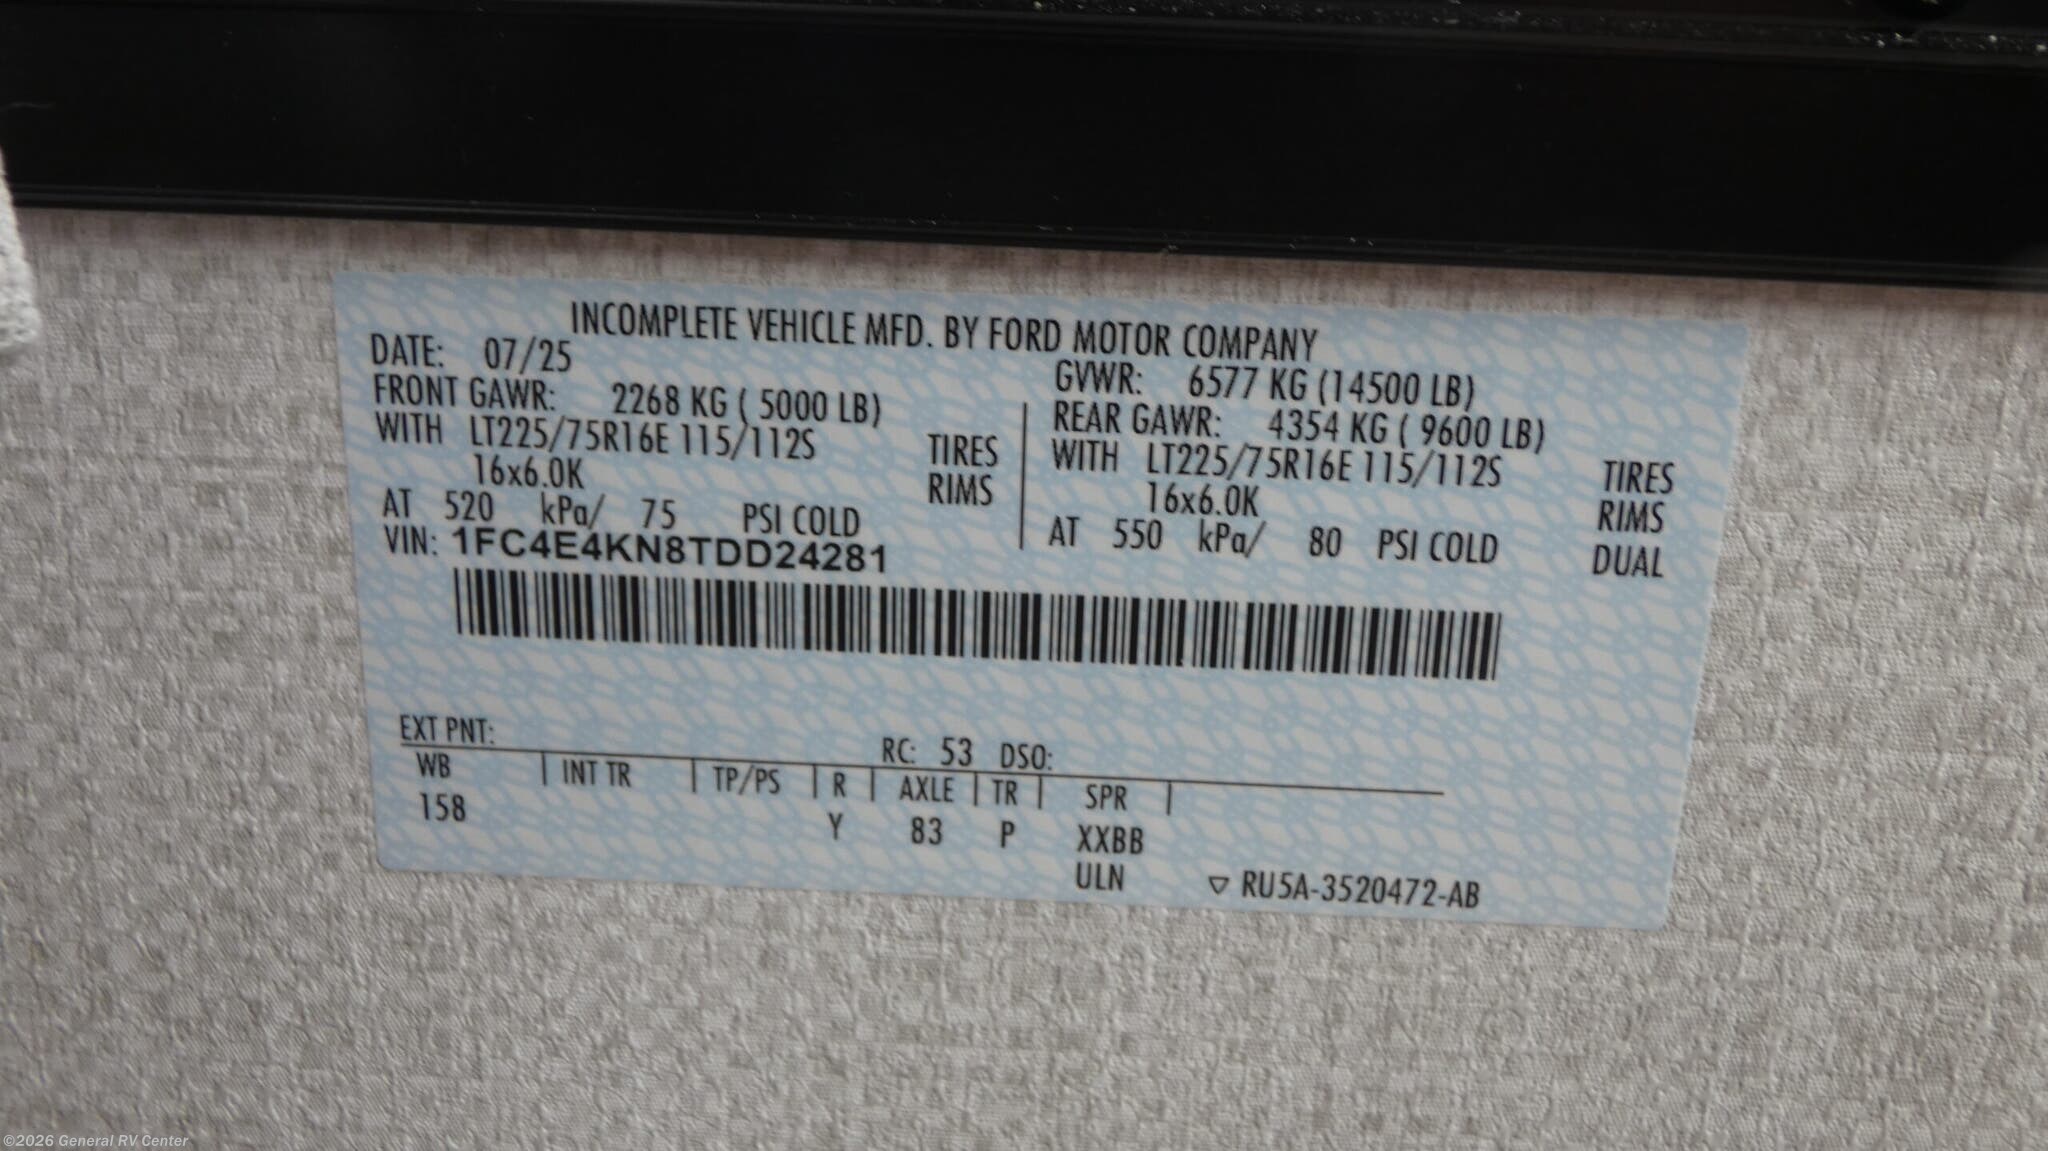 INCOMPLETE VEHICLE MFD. BY FORD MOTOR COMPANY
DATE: 07/25
GVWR: 6577 KG (14500 LB)
FRONT GAWR: 2268 KG ( 5000 LB)
REAR GAWR: 4354 KG ( 9600 LB)
WITH LT225/75R16E 115/112S TIRES
WITH LT225/75R16E 115/112S TIRES
16x6.0K RIMS
16x6.0K RIMS
AT 520 kPa/ 75 PSI COLD
AT 550 kPa/ 80 PSI COLD DUAL
VIN: 1FC4E4KN8TDD24281
EXT PNT: RC: 53 DSO:
WB INT TR TP/PS R AXLE TR SPR
158 Y 83 P XXBB
ULN ▽ RU5A-3520472-AB
©2026 General RV Center